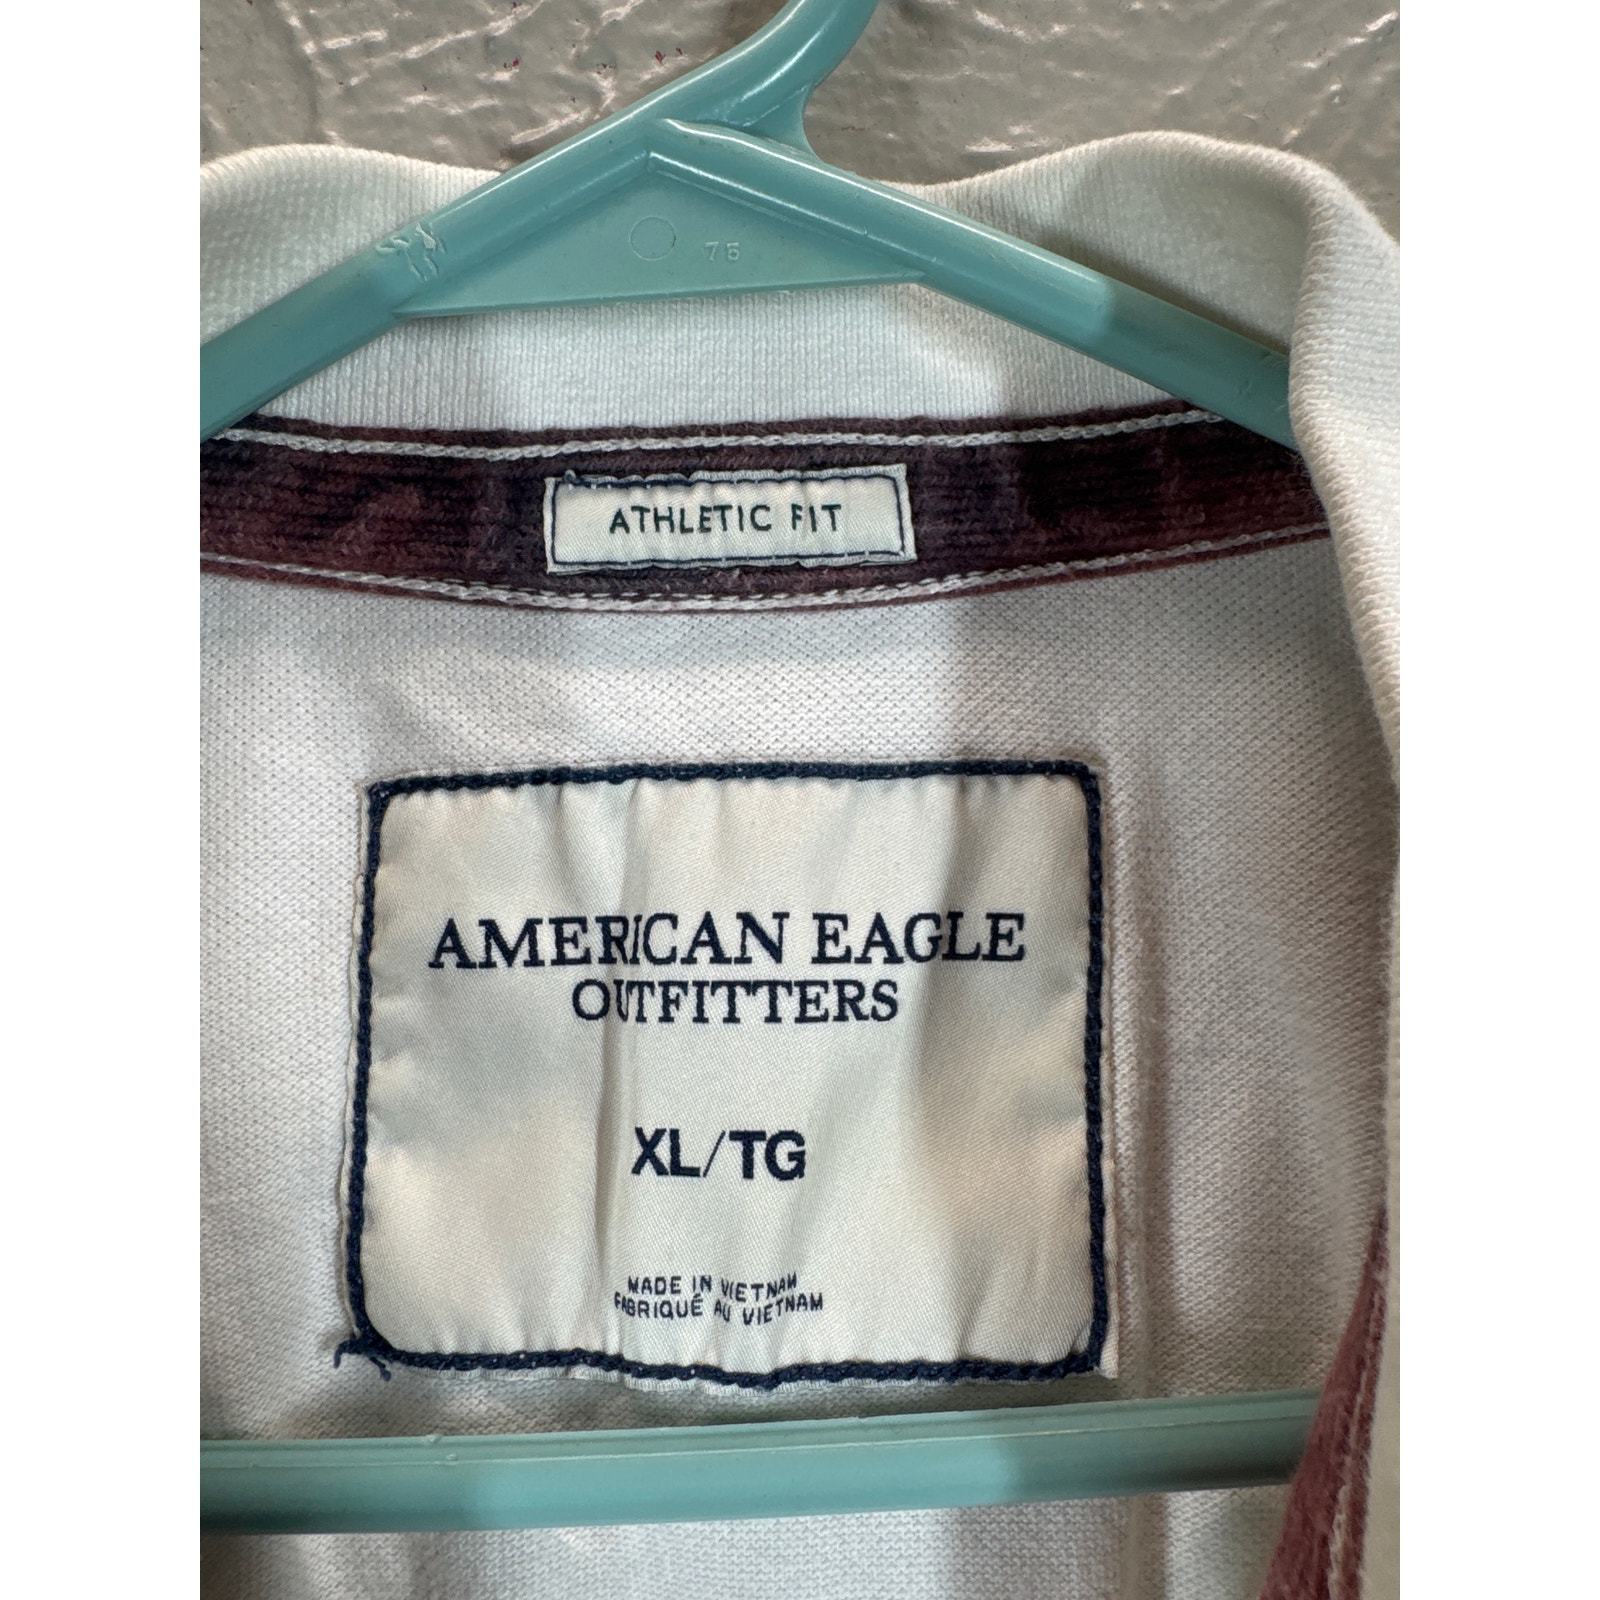 75
ATHLETIC FIT
AMERICAN EAGLE
OUTFITTERS
XL/TG
MADE IN VIETNAM
FABRIQUÉ AU VIETNAM